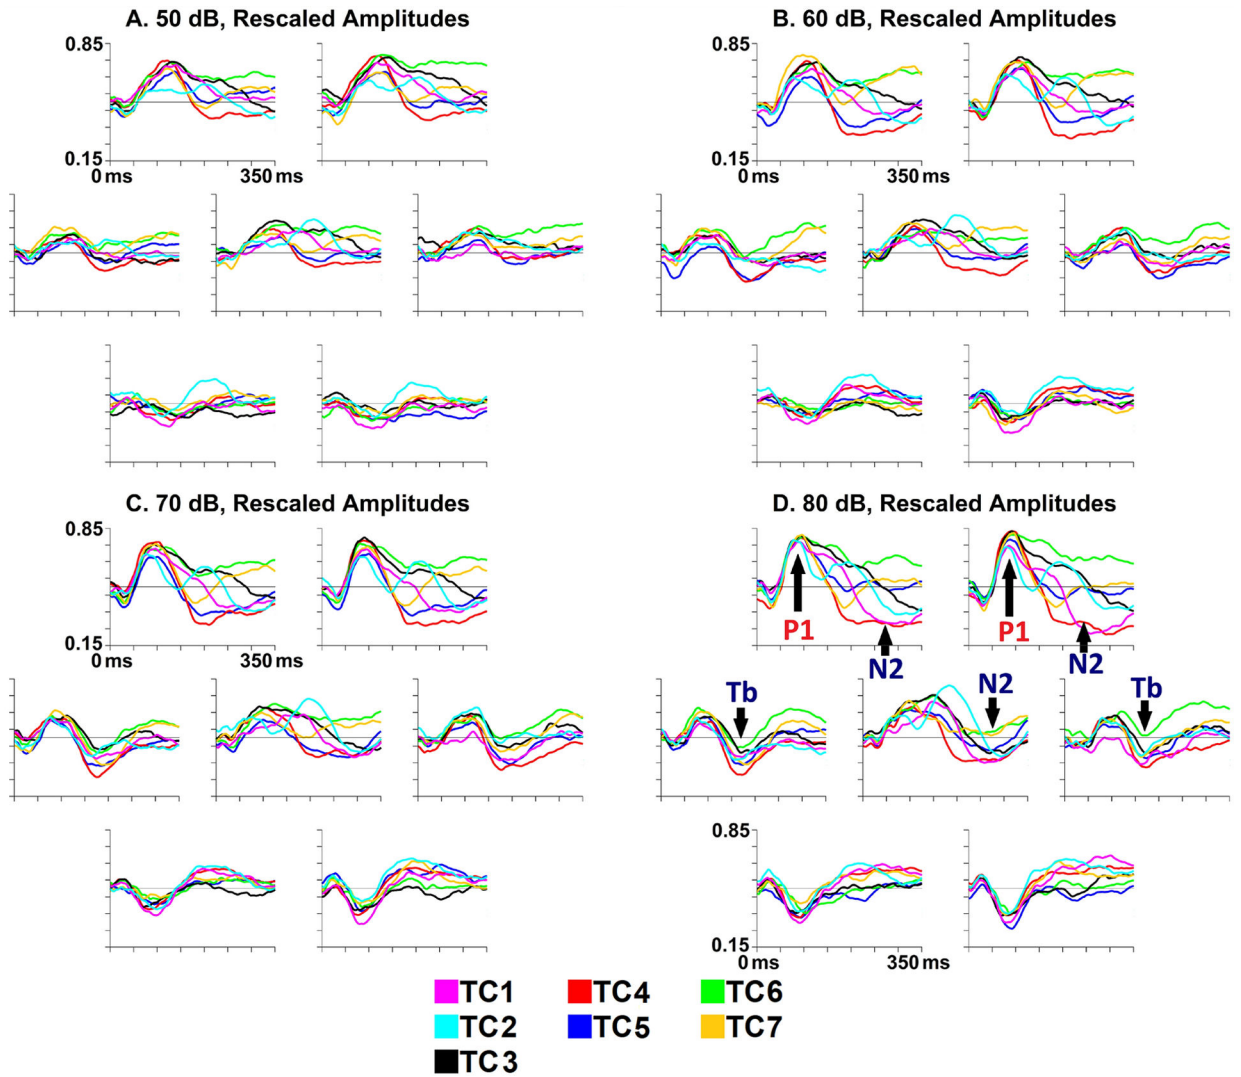 A. 50 dB, Rescaled Amplitudes
B. 60 dB, Rescaled Amplitudes
0.85
0.15
0 ms
350 ms
0.85
0.15
0 ms
350 ms
C. 70 dB, Rescaled Amplitudes
D. 80 dB, Rescaled Amplitudes
0.85
0.15
0 ms
350 ms
P1
P1
N2
N2
Tb
N2
Tb
0.85
0.15
0 ms
350 ms
TC1
TC4
TC6
TC2
TC5
TC7
TC3